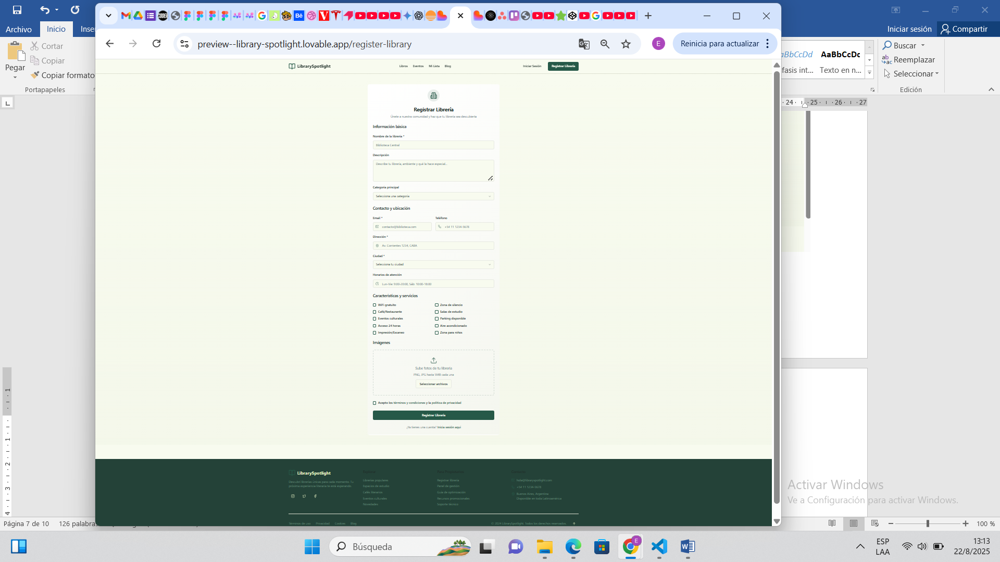 preview--library-spotlight.lovable.app/register-library
Reinicia para actualizar
Iniciar sesión
Compartir
Archivo
Inicio
Inser
Pegar
Cortar
Copiar
Copiar formato
Portapapeles
aBbCcDd
AaBbCcDc
fasis int...
Texto en n...
Buscar
Reemplazar
Seleccionar
Edición
24 25 26 27
LibrarySpotlight
Libros
Eventos
Mi Lista
Blog
Iniciar Sesión
Registrar Librería
Registrar Librería
Únete a nuestra comunidad y haz que tu librería sea descubierta
Información básica
Nombre de la librería *
Biblioteca Central
Descripción
Describe tu librería, ambiente y qué la hace especial...
Categoría principal
Selecciona una categoría
Contacto y ubicación
Email *
Teléfono
contacto@biblioteca.com
+54 11 1234-5678
Dirección *
Av. Corrientes 1234, CABA
Ciudad *
Selecciona tu ciudad
Horarios de atención
Lun-Vie: 9:00-20:00, Sáb: 10:00-18:00
Características y servicios
WiFi gratuito
Zona de silencio
Café/Restaurante
Salas de estudio
Eventos culturales
Parking disponible
Acceso 24 horas
Aire acondicionado
Impresión/Escaneo
Zona para niños
Imágenes
Sube fotos de tu librería
PNG, JPG hasta 5MB cada una
Seleccionar archivos
Acepto los términos y condiciones y la política de privacidad
Registrar Librería
¿Ya tienes una cuenta? Inicia sesión aquí
LibrarySpotlight
Descubrí librerías únicas para cada momento. Tu
próxima experiencia literaria te está esperando.
Librerías populares
Espacios de estudio
Cafés literarios
Eventos culturales
Novedades
Registrar librería
Panel de gestión
Guía de optimización
Recursos promocionales
Soporte técnico
hola@libraryspotlight.com
+54 11 1234-5678
Buenos Aires, Argentina
Disponible en toda Latinoamérica
Términos de uso
Privacidad
Cookies
Blog
© 2024 LibrarySpotlight. Todos los derechos reservados.
Activar Windows
Ve a Configuración para activar Windows.
Página 7 de 10
126 palabras
100 %
Búsqueda
ESP
LAA
13:13
22/8/2025